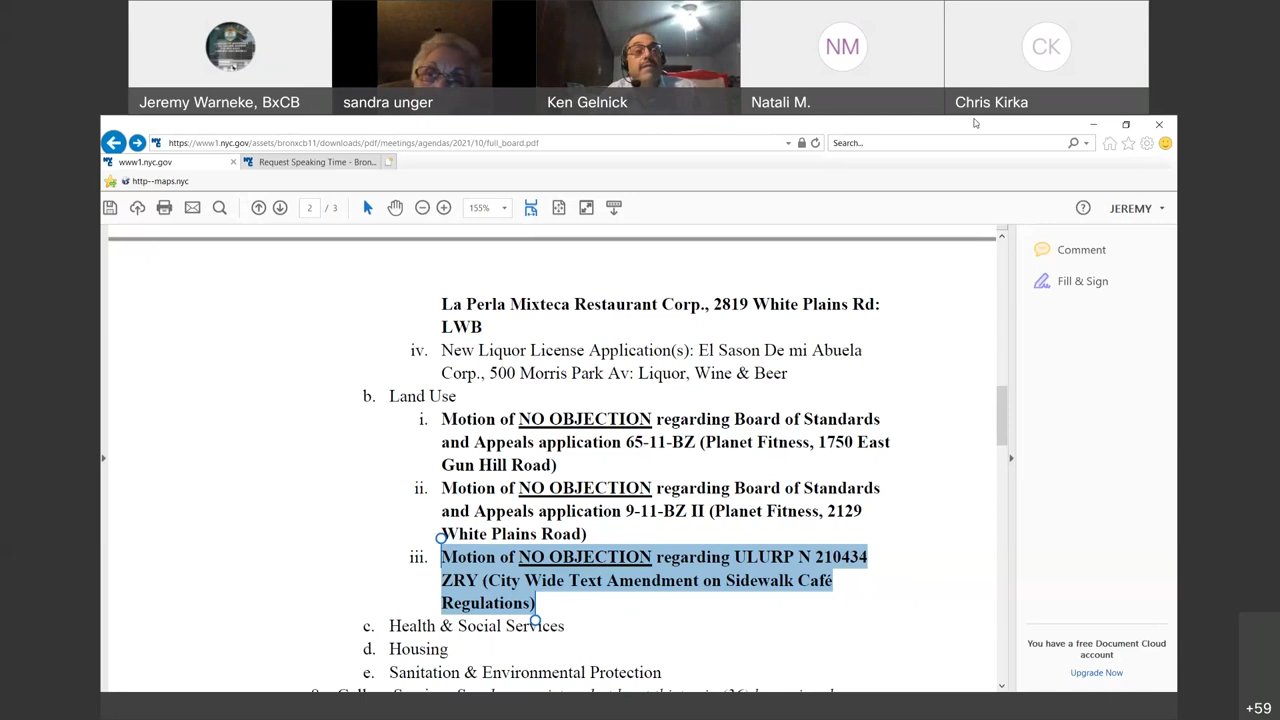 NM
CK
Jeremy Warneke, BxCB
sandra unger
Ken Gelnick
Natali M.
Chris Kirka
https://www1.nyc.gov/assets/bronxcb11/downloads/pdf/meetings/agendas/2021/10/full_board.pdf
Search...
www1.nyc.gov
Request Speaking Time - Bron...
http--maps.nyc
2 / 3
155%
JEREMY
Comment
Fill & Sign
La Perla Mixteca Restaurant Corp., 2819 White Plains Rd:
LWB
iv. New Liquor License Application(s): El Sason De mi Abuela
Corp., 500 Morris Park Av: Liquor, Wine & Beer
b. Land Use
i. Motion of NO OBJECTION regarding Board of Standards
and Appeals application 65-11-BZ (Planet Fitness, 1750 East
Gun Hill Road)
ii. Motion of NO OBJECTION regarding Board of Standards
and Appeals application 9-11-BZ II (Planet Fitness, 2129
White Plains Road)
iii. Motion of NO OBJECTION regarding ULURP N 210434
ZRY (City Wide Text Amendment on Sidewalk Café
Regulations)
c. Health & Social Services
d. Housing
e. Sanitation & Environmental Protection
You have a free Document Cloud
account
Upgrade Now
+59